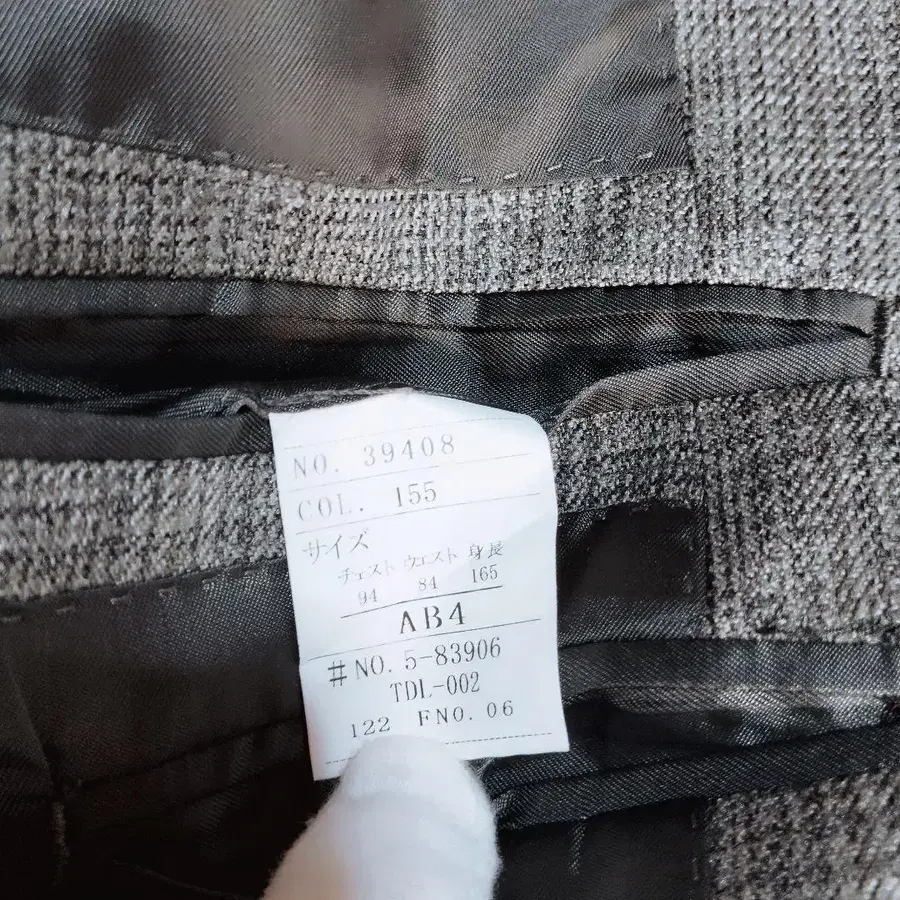 NO. 39408
COL. 155
サイズ
チェスト ウエスト 身長
94 84 165
AB4
# NO. 5-83906
TDL-002
122 FNO. 06